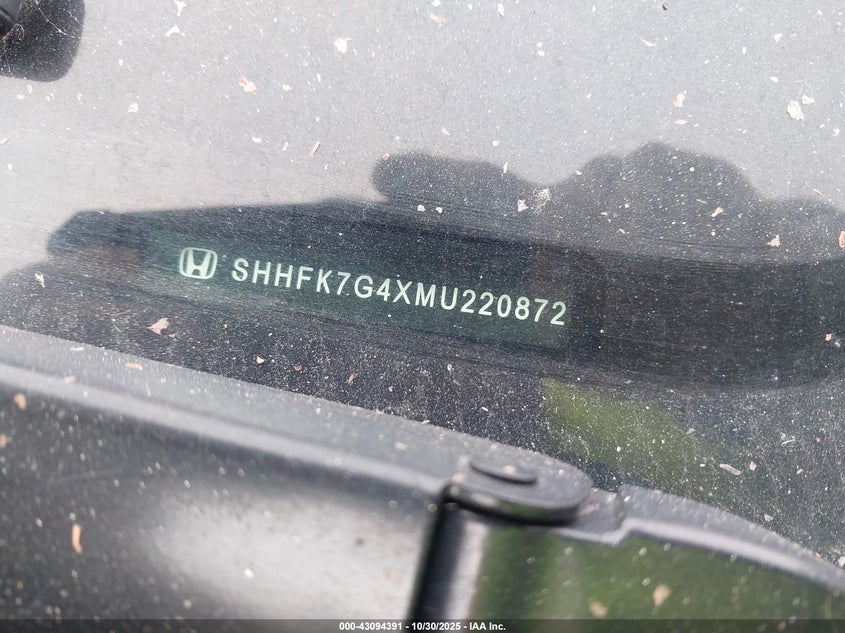 SHHFK7G4XMU220872
000-43094391 - 10/30/2025 - IAA Inc.